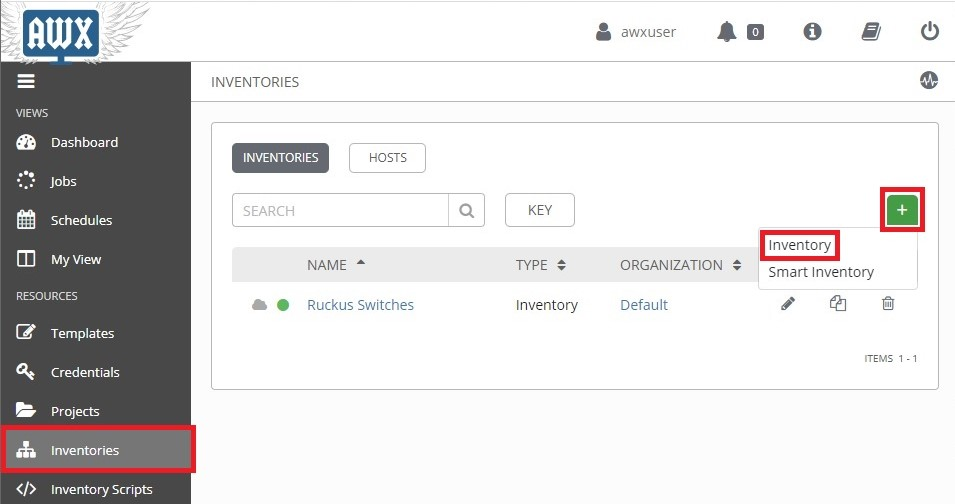 AWX
awxuser
0
INVENTORIES
VIEWS
Dashboard
Jobs
Schedules
My View
RESOURCES
Templates
Credentials
Projects
Inventories
Inventory Scripts
INVENTORIES
HOSTS
SEARCH
KEY
+
Inventory
Smart Inventory
NAME TYPE ORGANIZATION
Ruckus Switches Inventory Default
ITEMS 1 - 1